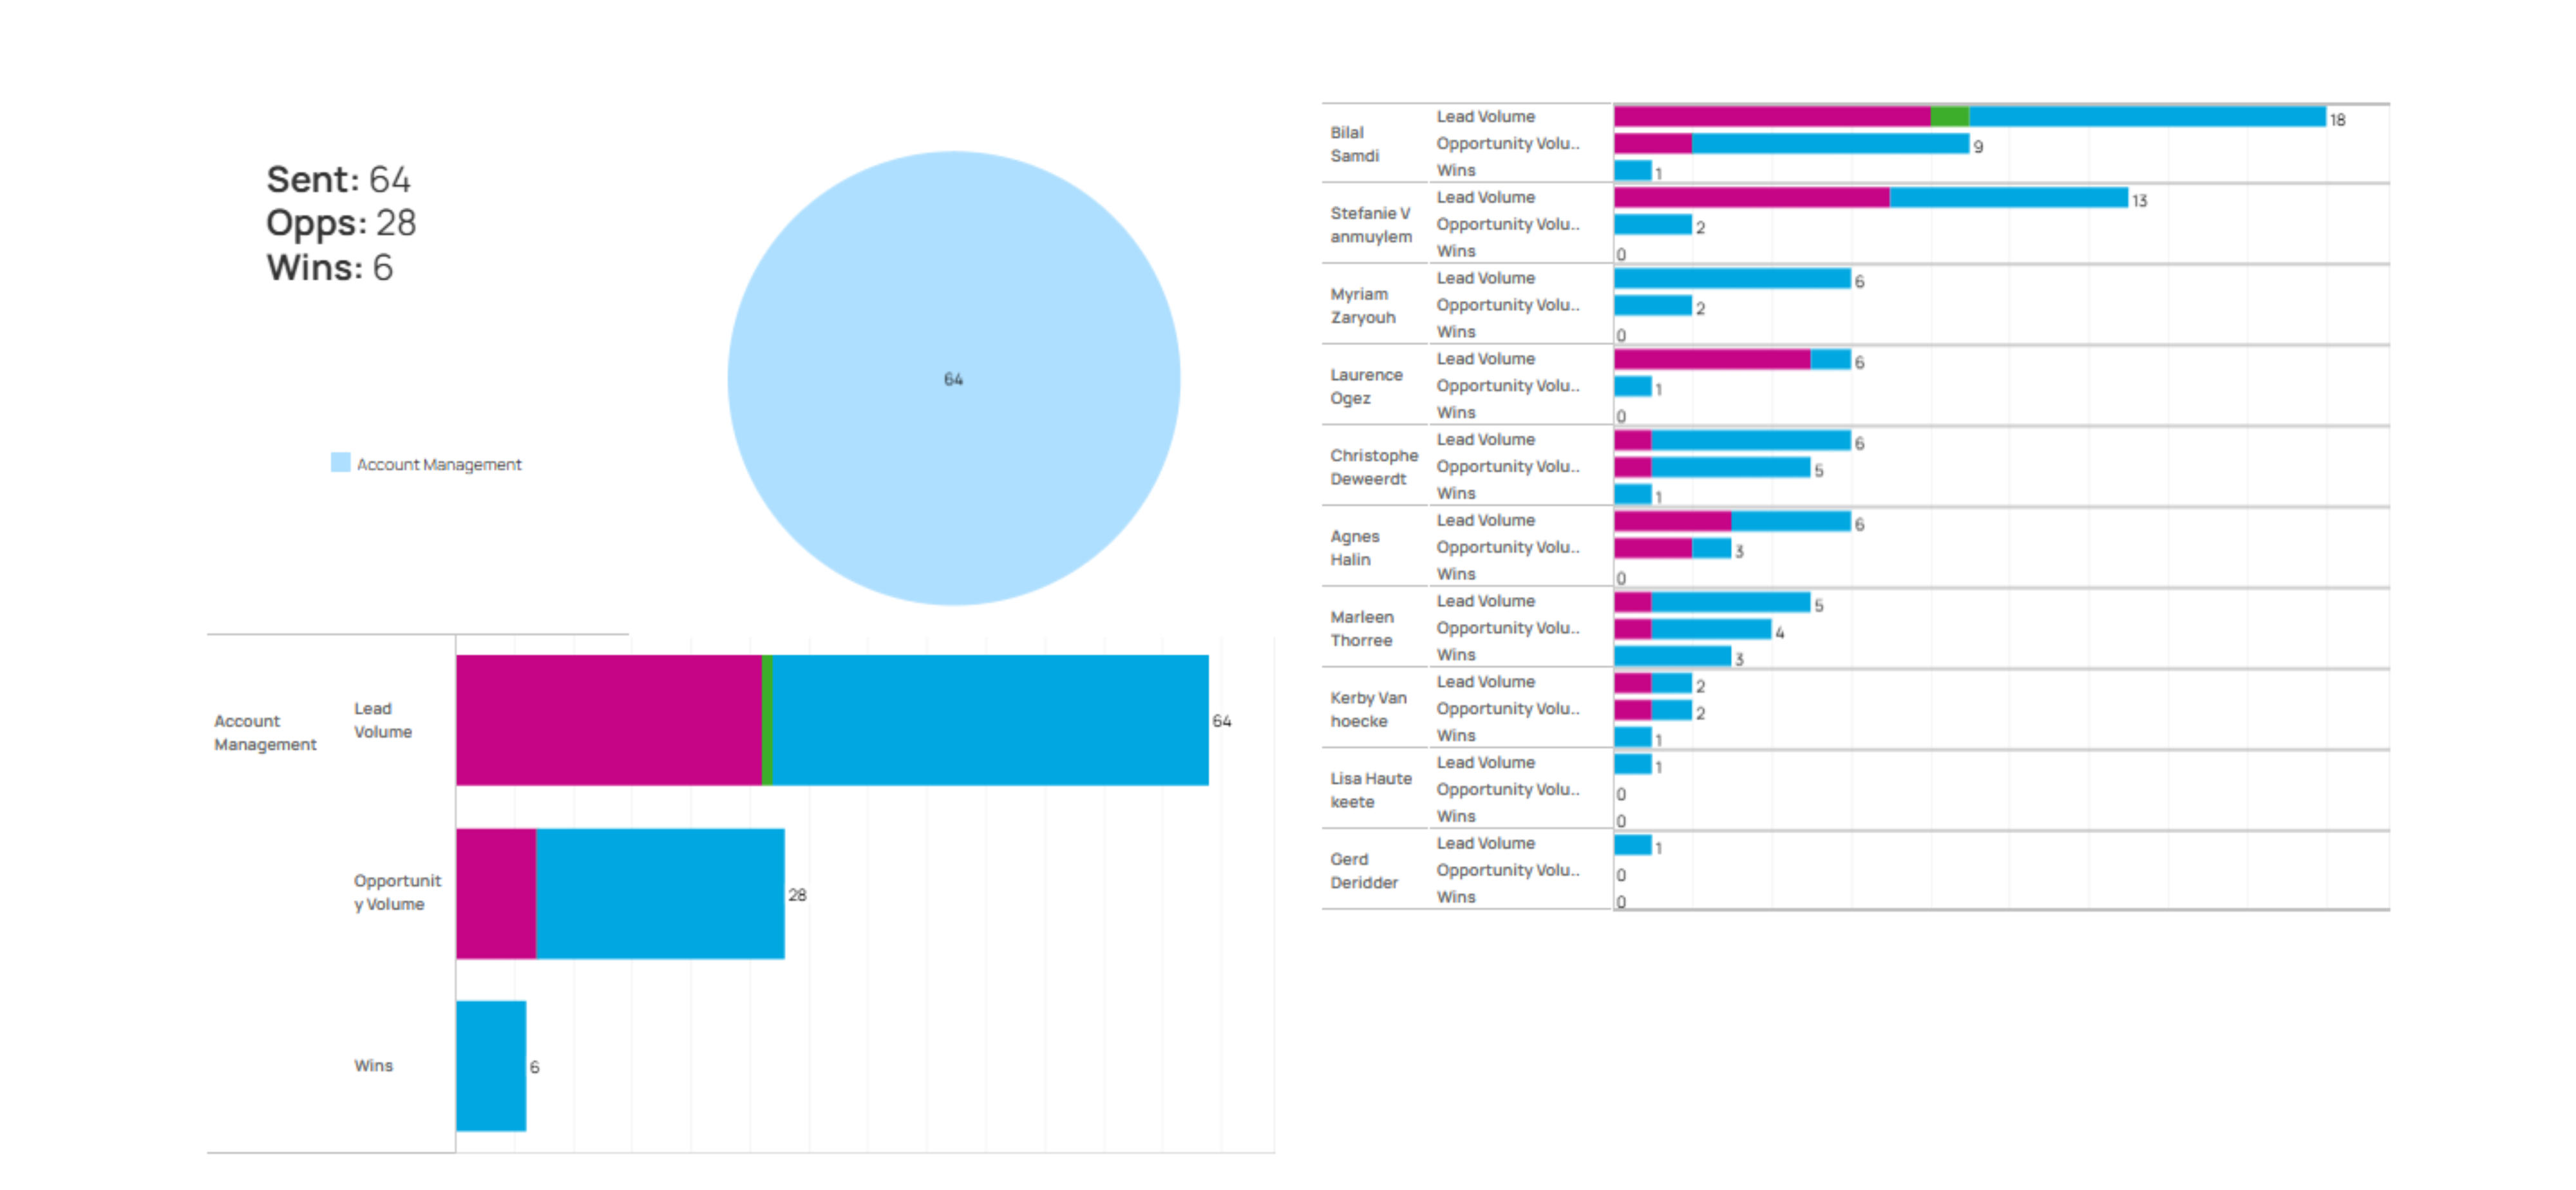 Sent: 64
Opps: 28
Wins: 6
64
Account Management
Account
Management
Lead
Volume
64
Opportunit
y Volume
28
Wins
6
Bilal
Samdi
Lead Volume
18
Opportunity Volu..
9
Wins
1
Stefanie V
anmuylem
Lead Volume
13
Opportunity Volu..
2
Wins
0
Myriam
Zaryouh
Lead Volume
6
Opportunity Volu..
2
Wins
0
Laurence
Ogez
Lead Volume
6
Opportunity Volu..
1
Wins
0
Christophe
Deweerdt
Lead Volume
6
Opportunity Volu..
5
Wins
1
Agnes
Halin
Lead Volume
6
Opportunity Volu..
3
Wins
0
Marleen
Thorree
Lead Volume
5
Opportunity Volu..
4
Wins
3
Kerby Van
hoecke
Lead Volume
2
Opportunity Volu..
2
Wins
1
Lisa Haute
keete
Lead Volume
1
Opportunity Volu..
0
Wins
0
Gerd
Deridder
Lead Volume
1
Opportunity Volu..
0
Wins
0